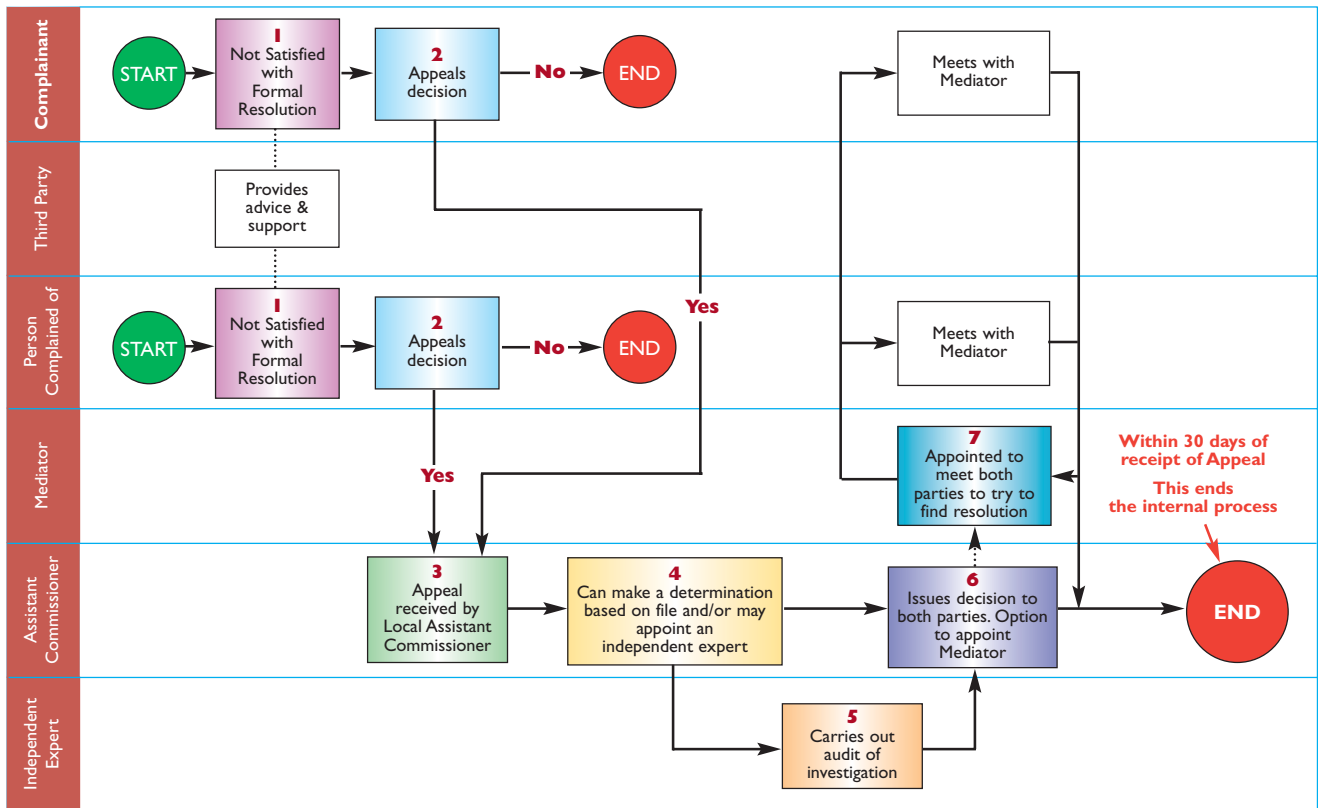 Complainant
START
1
Not Satisfied
with
Formal
Resolution
2
Appeals
decision
No
END
Meets with
Mediator
Third Party
Provides
advice &
support
Person
Complained of
START
1
Not Satisfied
with
Formal
Resolution
2
Appeals
decision
No
END
Yes
Meets with
Mediator
Mediator
Yes
7
Appointed to
meet both
parties to try to
find resolution
Within 30 days of
receipt of Appeal
This ends
the internal process
Assistant
Commissioner
3
Appeal
received by
Local Assistant
Commissioner
4
Can make a determination
based on file and/or may
appoint an
independent expert
6
Issues decision to
both parties. Option
to appoint
Mediator
END
Independent
Expert
5
Carries out
audit of
investigation